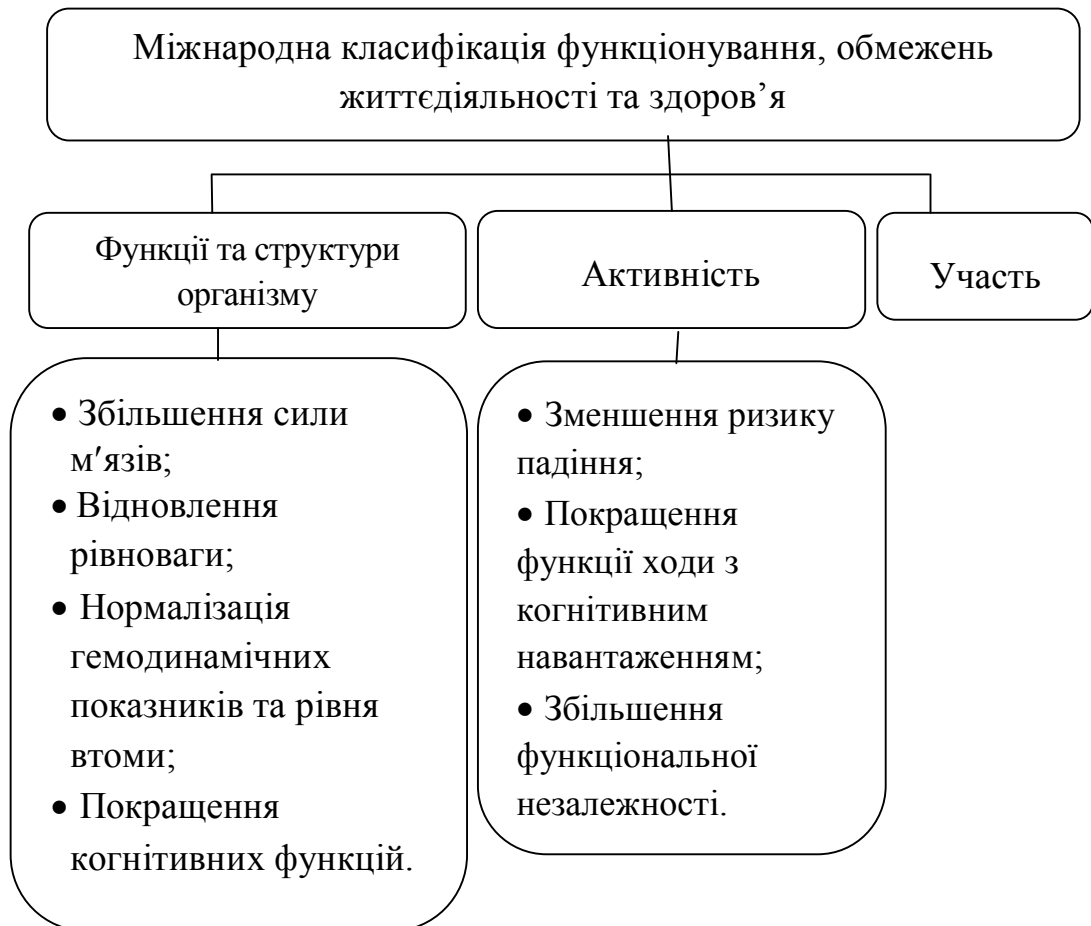 Міжнародна класифікація функціонування, обмежень
життєдіяльності та здоров’я
Функції та структури
організму
Активність
Участь
• Збільшення сили
м′язів;
• Відновлення
рівноваги;
• Нормалізація
гемодинамічних
показників та рівня
втоми;
• Покращення
когнітивних функцій.
• Зменшення ризику
падіння;
• Покращення
функції ходи з
когнітивним
навантаженням;
• Збільшення
функціональної
незалежності.